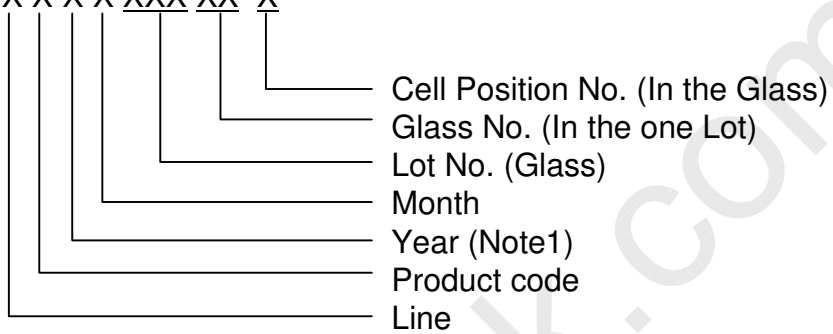 X X X X XXX XX X
Cell Position No. (In the Glass)
Glass No. (In the one Lot)
Lot No. (Glass)
Month
Year (Note1)
Product code
Line